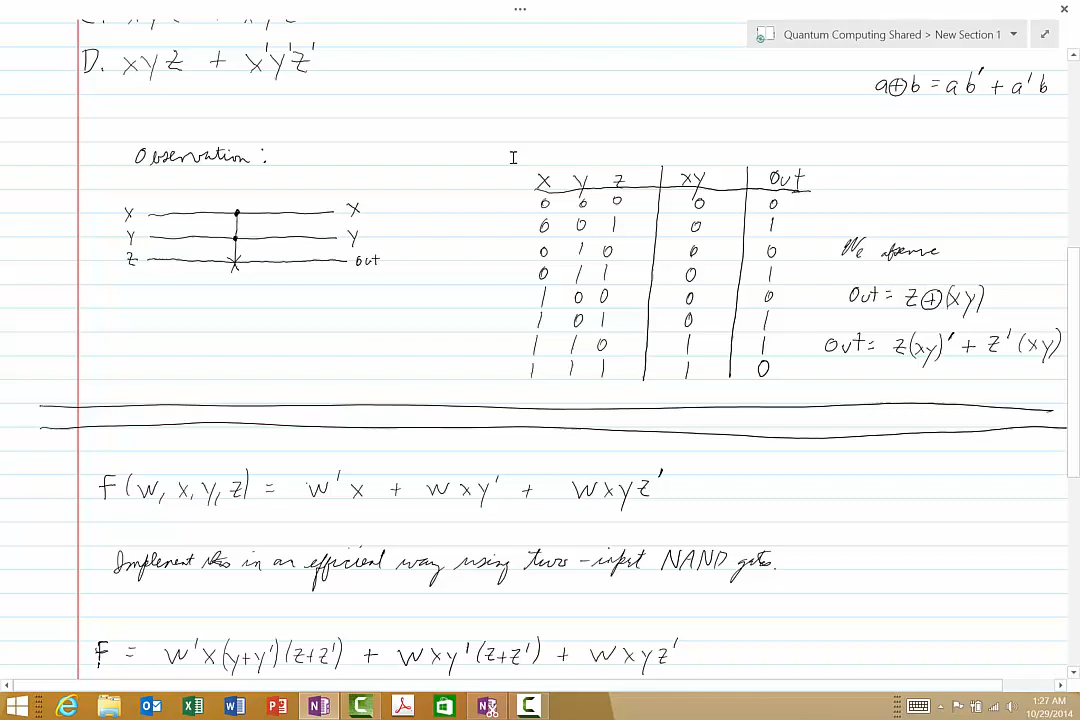 Quantum Computing Shared > New Section 1
D. xyz + x'y'z'
a⊕b = ab' + a'b
Observation:
X Y Z XY Out
0 0 0 0 0
0 0 1 0 1
0 1 0 0 0
0 1 1 0 1
1 0 0 0 0
1 0 1 0 1
1 1 0 1 1
1 1 1 1 0
X X
Y Y
Z out
We observe
Out = Z⊕(XY)
Out = Z(XY)' + Z'(XY)
F(W, X, Y, Z) = W'X + WXY' + WXYZ'
Implement this in an efficient way using two-input NAND gates.
F = W'X(Y+Y')(Z+Z') + WXY'(Z+Z') + WXYZ'
1:27 AM
10/29/2014